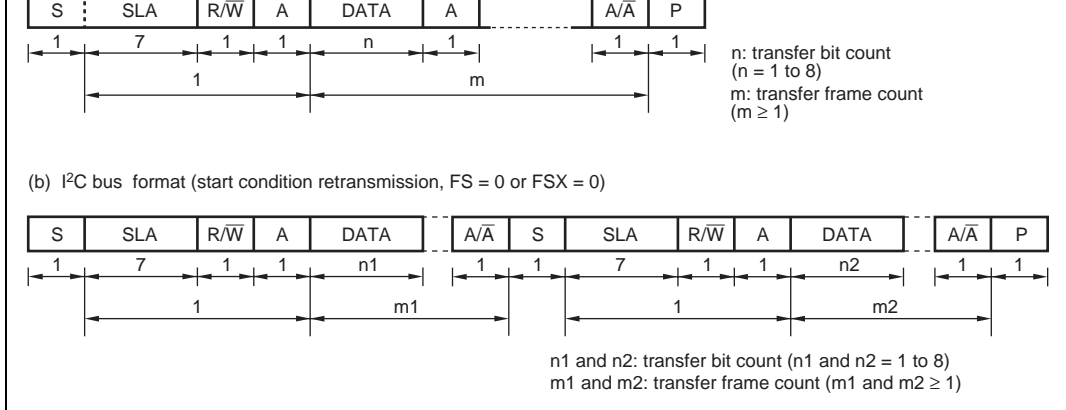 S SLA R/W̅ A DATA A A/A̅ P
1 7 1 1 n 1 1 1
1 m
n: transfer bit count
(n = 1 to 8)
m: transfer frame count
(m ≥ 1)
(b) I²C bus format (start condition retransmission, FS = 0 or FSX = 0)
S SLA R/W̅ A DATA A/A̅ S SLA R/W̅ A DATA A/A̅ P
1 7 1 1 n1 1 1 7 1 1 n2 1 1
1 m1 1 m2
n1 and n2: transfer bit count (n1 and n2 = 1 to 8)
m1 and m2: transfer frame count (m1 and m2 ≥ 1)